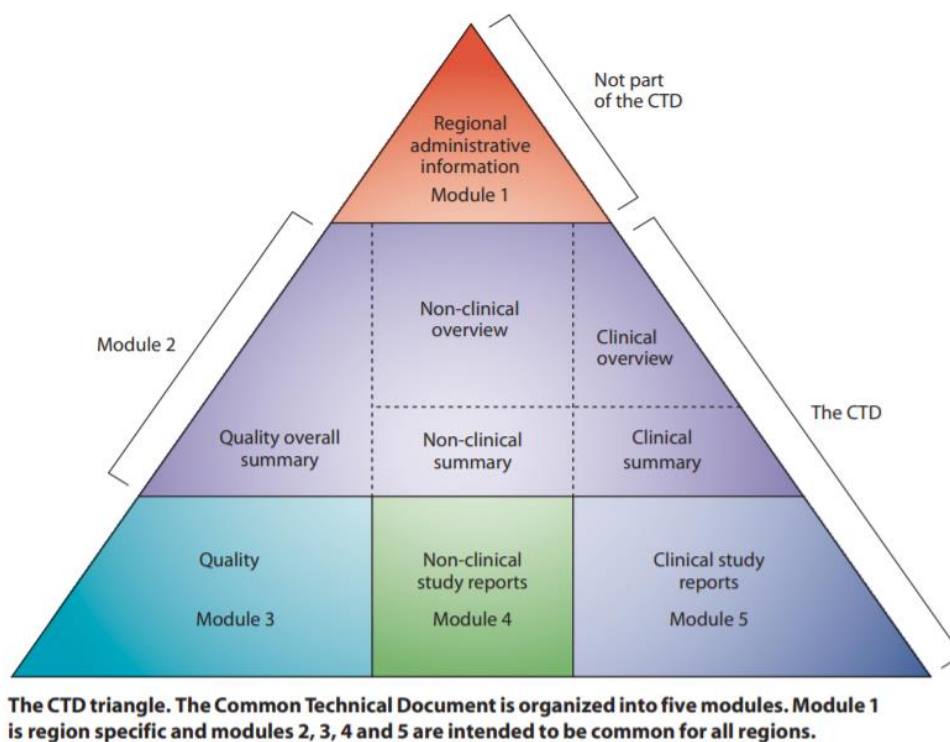 Not part
of the CTD
Regional
administrative
information
Module 1
Module 2
Non-clinical
overview
Clinical
overview
The CTD
Quality overall
summary
Non-clinical
summary
Clinical
summary
Quality
Module 3
Non-clinical
study reports
Module 4
Clinical study
reports
Module 5
The CTD triangle. The Common Technical Document is organized into five modules. Module 1
is region specific and modules 2, 3, 4 and 5 are intended to be common for all regions.